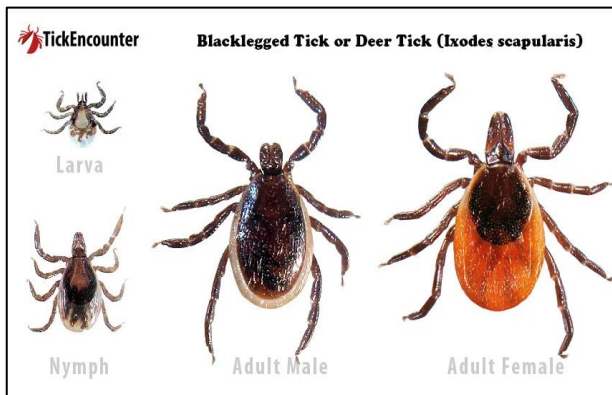 TickEncounter
Blacklegged Tick or Deer Tick (Ixodes scapularis)
Larva
Nymph
Adult Male
Adult Female